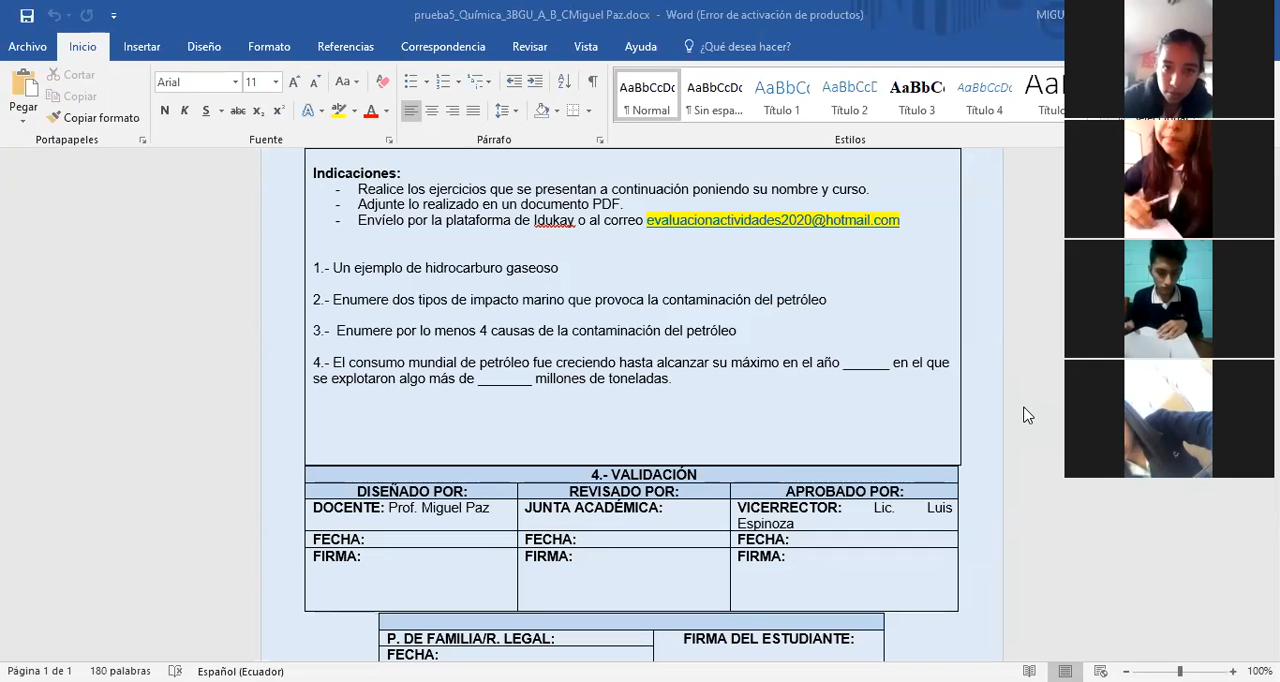 prueba5_Química_3BGU_A_B_CMiguel Paz.docx - Word (Error de activación de productos)
MIGU
Archivo Inicio Insertar Diseño Formato Referencias Correspondencia Revisar Vista Ayuda ¿Qué desea hacer?
Pegar
Cortar
Copiar
Copiar formato
Portapapeles
Arial 11
Aa
N K S abc x₂ x² A A
Fuente
Párrafo
AaBbCcDc AaBbCcDc AaBbCc AaBbCcD AaBbC AaBbCcD Aa
¶ Normal ¶ Sin espa... Título 1 Título 2 Título 3 Título 4 Título
Estilos
Indicaciones:
- Realice los ejercicios que se presentan a continuación poniendo su nombre y curso.
- Adjunte lo realizado en un documento PDF.
- Envíelo por la plataforma de Idukay o al correo evaluacionactividades2020@hotmail.com
1.- Un ejemplo de hidrocarburo gaseoso
2.- Enumere dos tipos de impacto marino que provoca la contaminación del petróleo
3.- Enumere por lo menos 4 causas de la contaminación del petróleo
4.- El consumo mundial de petróleo fue creciendo hasta alcanzar su máximo en el año ______ en el que
se explotaron algo más de _______ millones de toneladas.
4.- VALIDACIÓN
DISEÑADO POR: REVISADO POR: APROBADO POR:
DOCENTE: Prof. Miguel Paz JUNTA ACADÉMICA: VICERRECTOR: Lic. Luis
Espinoza
FECHA: FECHA: FECHA:
FIRMA: FIRMA: FIRMA:
P. DE FAMILIA/R. LEGAL: FIRMA DEL ESTUDIANTE:
FECHA:
Página 1 de 1 180 palabras Español (Ecuador) 100%